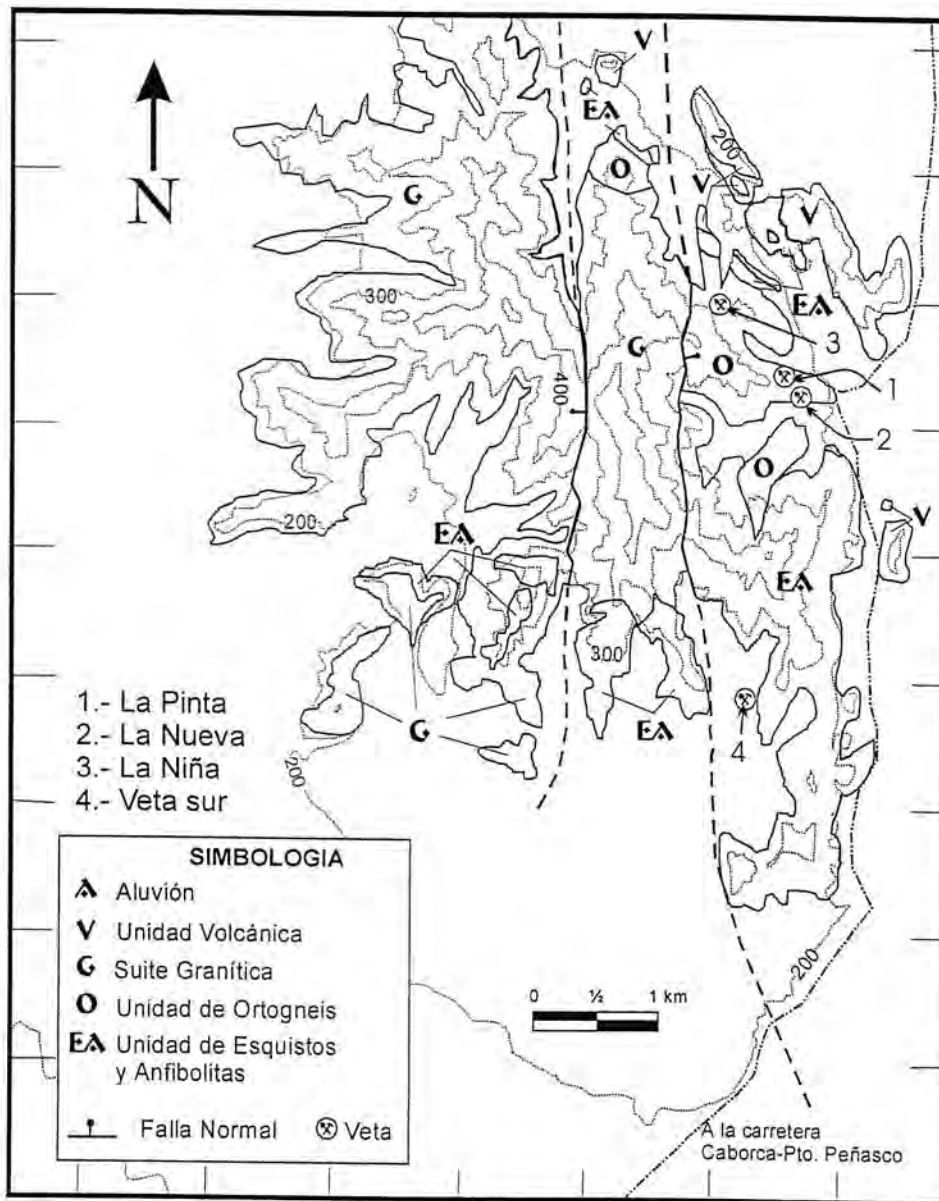 V
EA
O
N
G
200
V
V
300
EA
3
G
O
400
1
2
O
200
EA
V
EA
300
1.- La Pinta
2.- La Nueva
3.- La Niña
4.- Veta sur
G
EA
4
200
SIMBOLOGIA
A Aluvión
V Unidad Volcánica
G Suite Granítica
O Unidad de Ortogneis
EA Unidad de Esquistos
y Anfibolitas
Falla Normal
Veta
0 ½ 1 km
200
A la carretera
Caborca-Pto. Peñasco